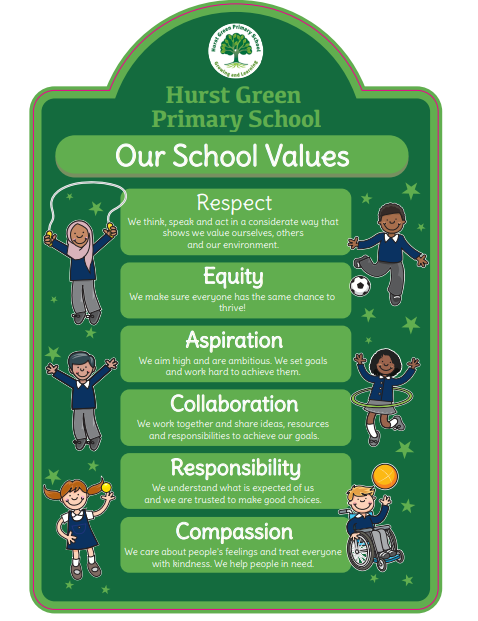 Hurst Green Primary School
Growing and Learning
Hurst Green
Primary School
Our School Values
Respect
We think, speak and act in a considerate way that
shows we value ourselves, others
and our environment.
Equity
We make sure everyone has the same chance to
thrive!
Aspiration
We aim high and are ambitious. We set goals
and work hard to achieve them.
Collaboration
We work together and share ideas, resources
and responsibilities to achieve our goals.
Responsibility
We understand what is expected of us
and we are trusted to make good choices.
Compassion
We care about people's feelings and treat everyone
with kindness. We help people in need.